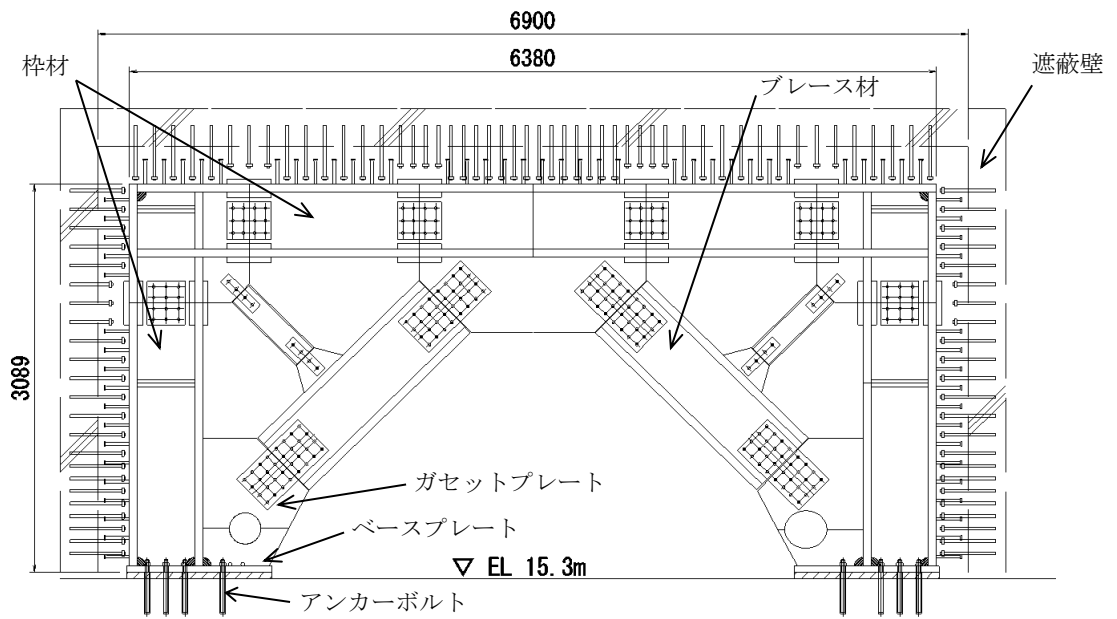 6900
6380
枠材
ブレース材
遮蔽壁
3089
ガセットプレート
ベースプレート
▽ EL 15.3m
アンカーボルト